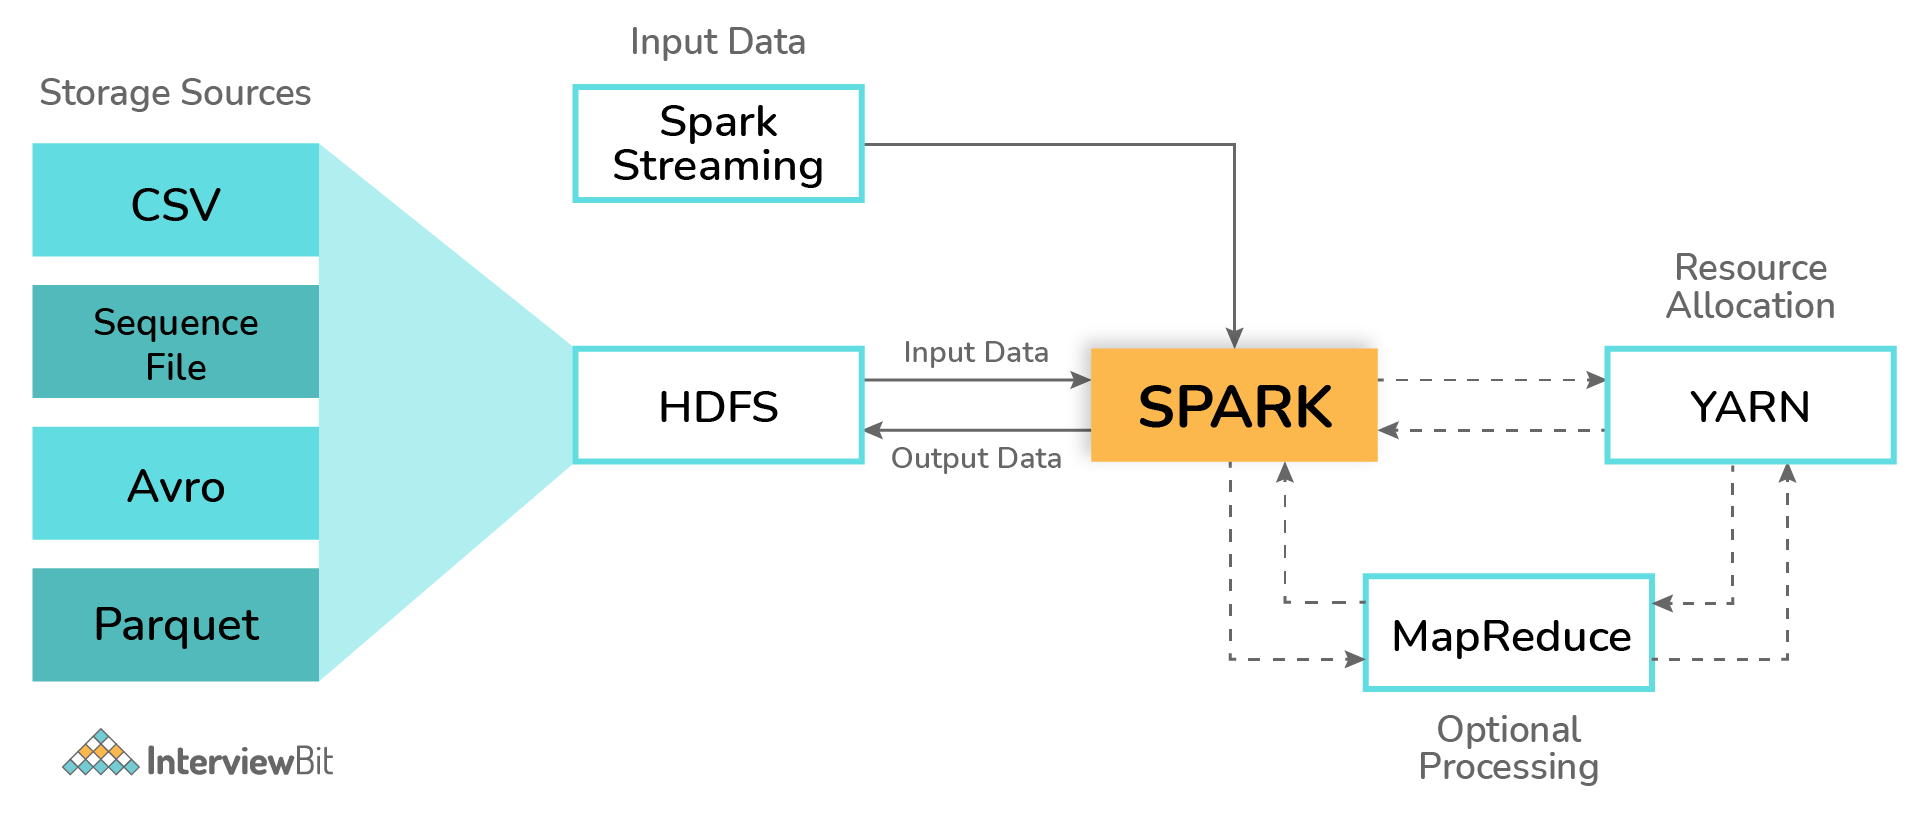 Input Data
Storage Sources
Spark
Streaming
CSV
Sequence
File
Avro
Parquet
HDFS
Input Data
Output Data
SPARK
Resource
Allocation
YARN
MapReduce
Optional
Processing
InterviewBit